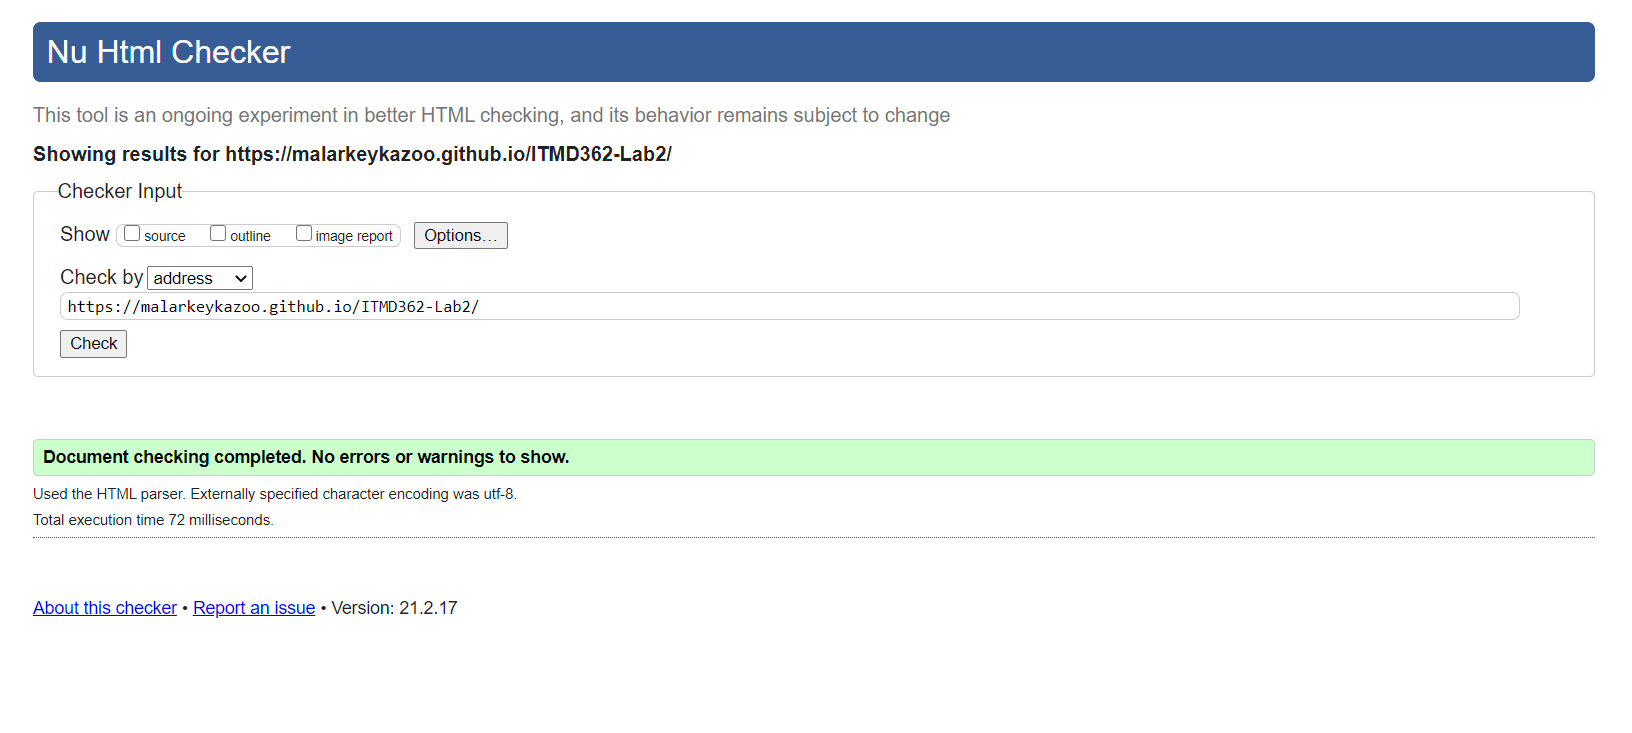 Nu Html Checker
This tool is an ongoing experiment in better HTML checking, and its behavior remains subject to change
Showing results for https://malarkeykazoo.github.io/ITMD362-Lab2/
Checker Input
Show source outline image report Options...
Check by address
https://malarkeykazoo.github.io/ITMD362-Lab2/
Check
Document checking completed. No errors or warnings to show.
Used the HTML parser. Externally specified character encoding was utf-8.
Total execution time 72 milliseconds.
About this checker • Report an issue • Version: 21.2.17